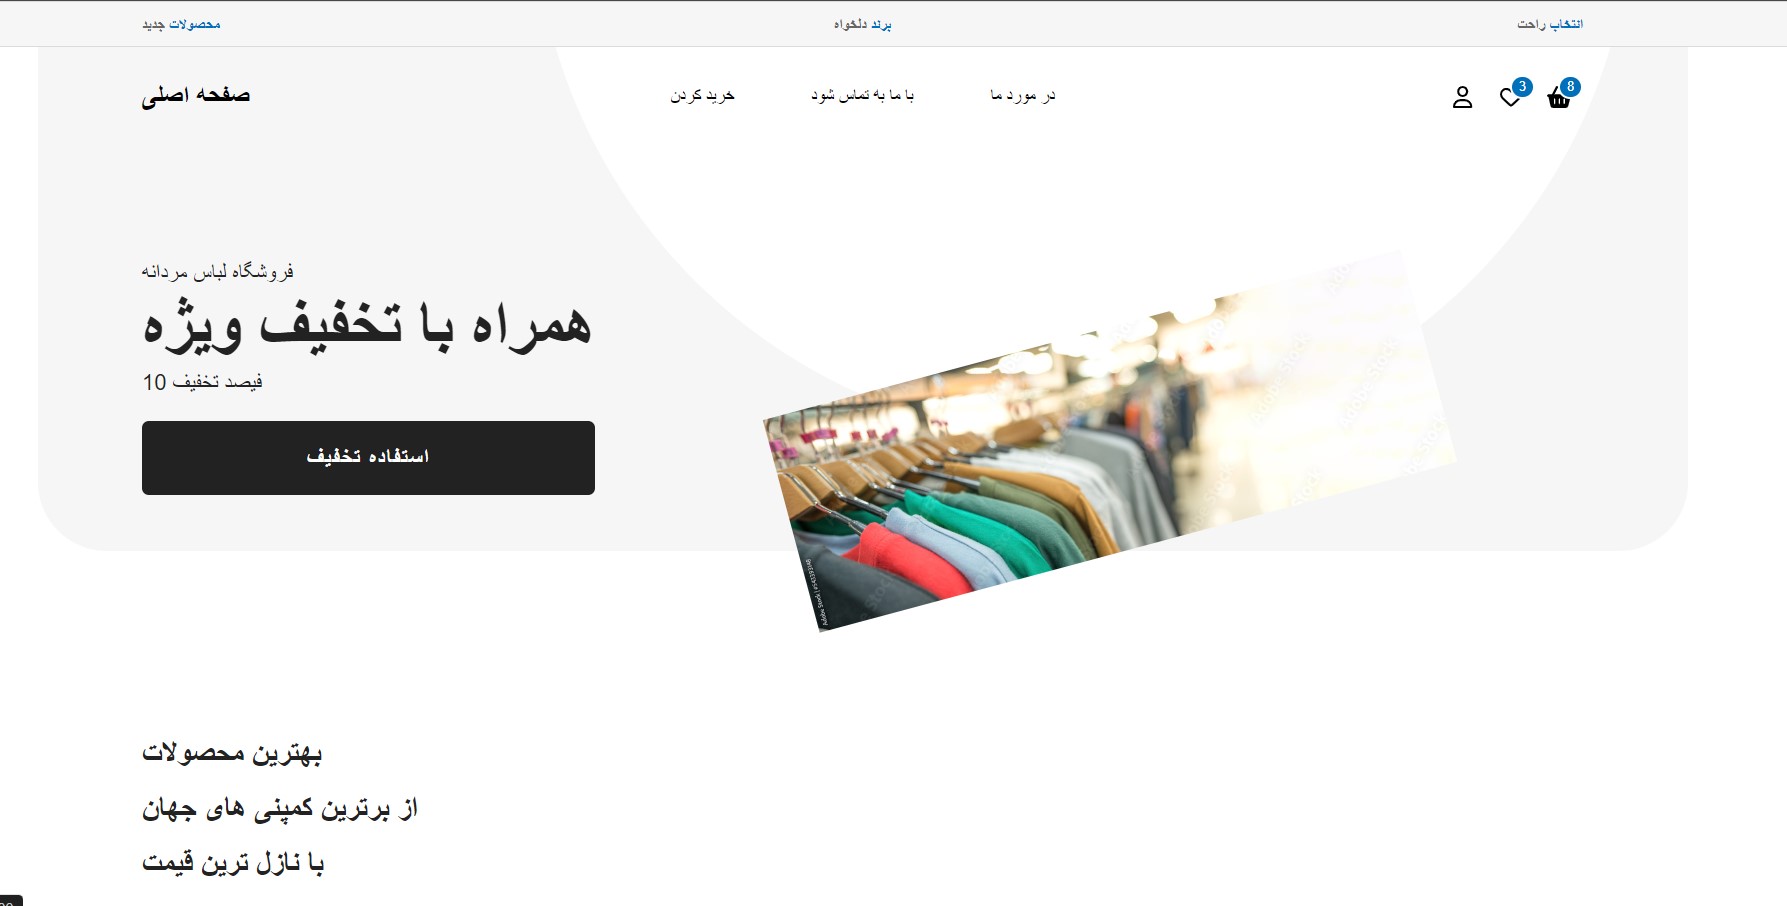 انتخاب راحت
برند دلخواه
محصولات جدید
8
3
در مورد ما
با ما به تماس شود
خرید کردن
صفحه اصلی
فروشگاه لباس مردانه
همراه با تخفیف ویژه
فیصد تخفیف 10
استفاده تخفیف
بهترین محصولات
از برترین کمپنی های جهان
با نازل ترین قیمت